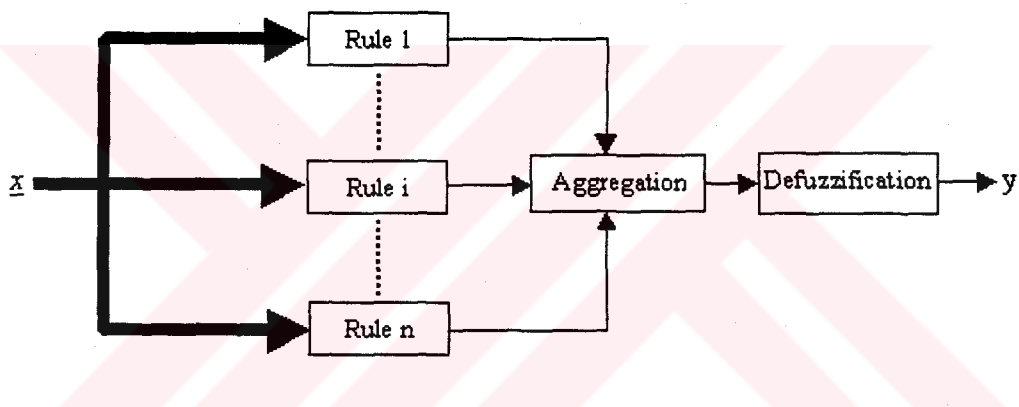 Rule 1
x
Rule i
Aggregation
Defuzzification
y
Rule n